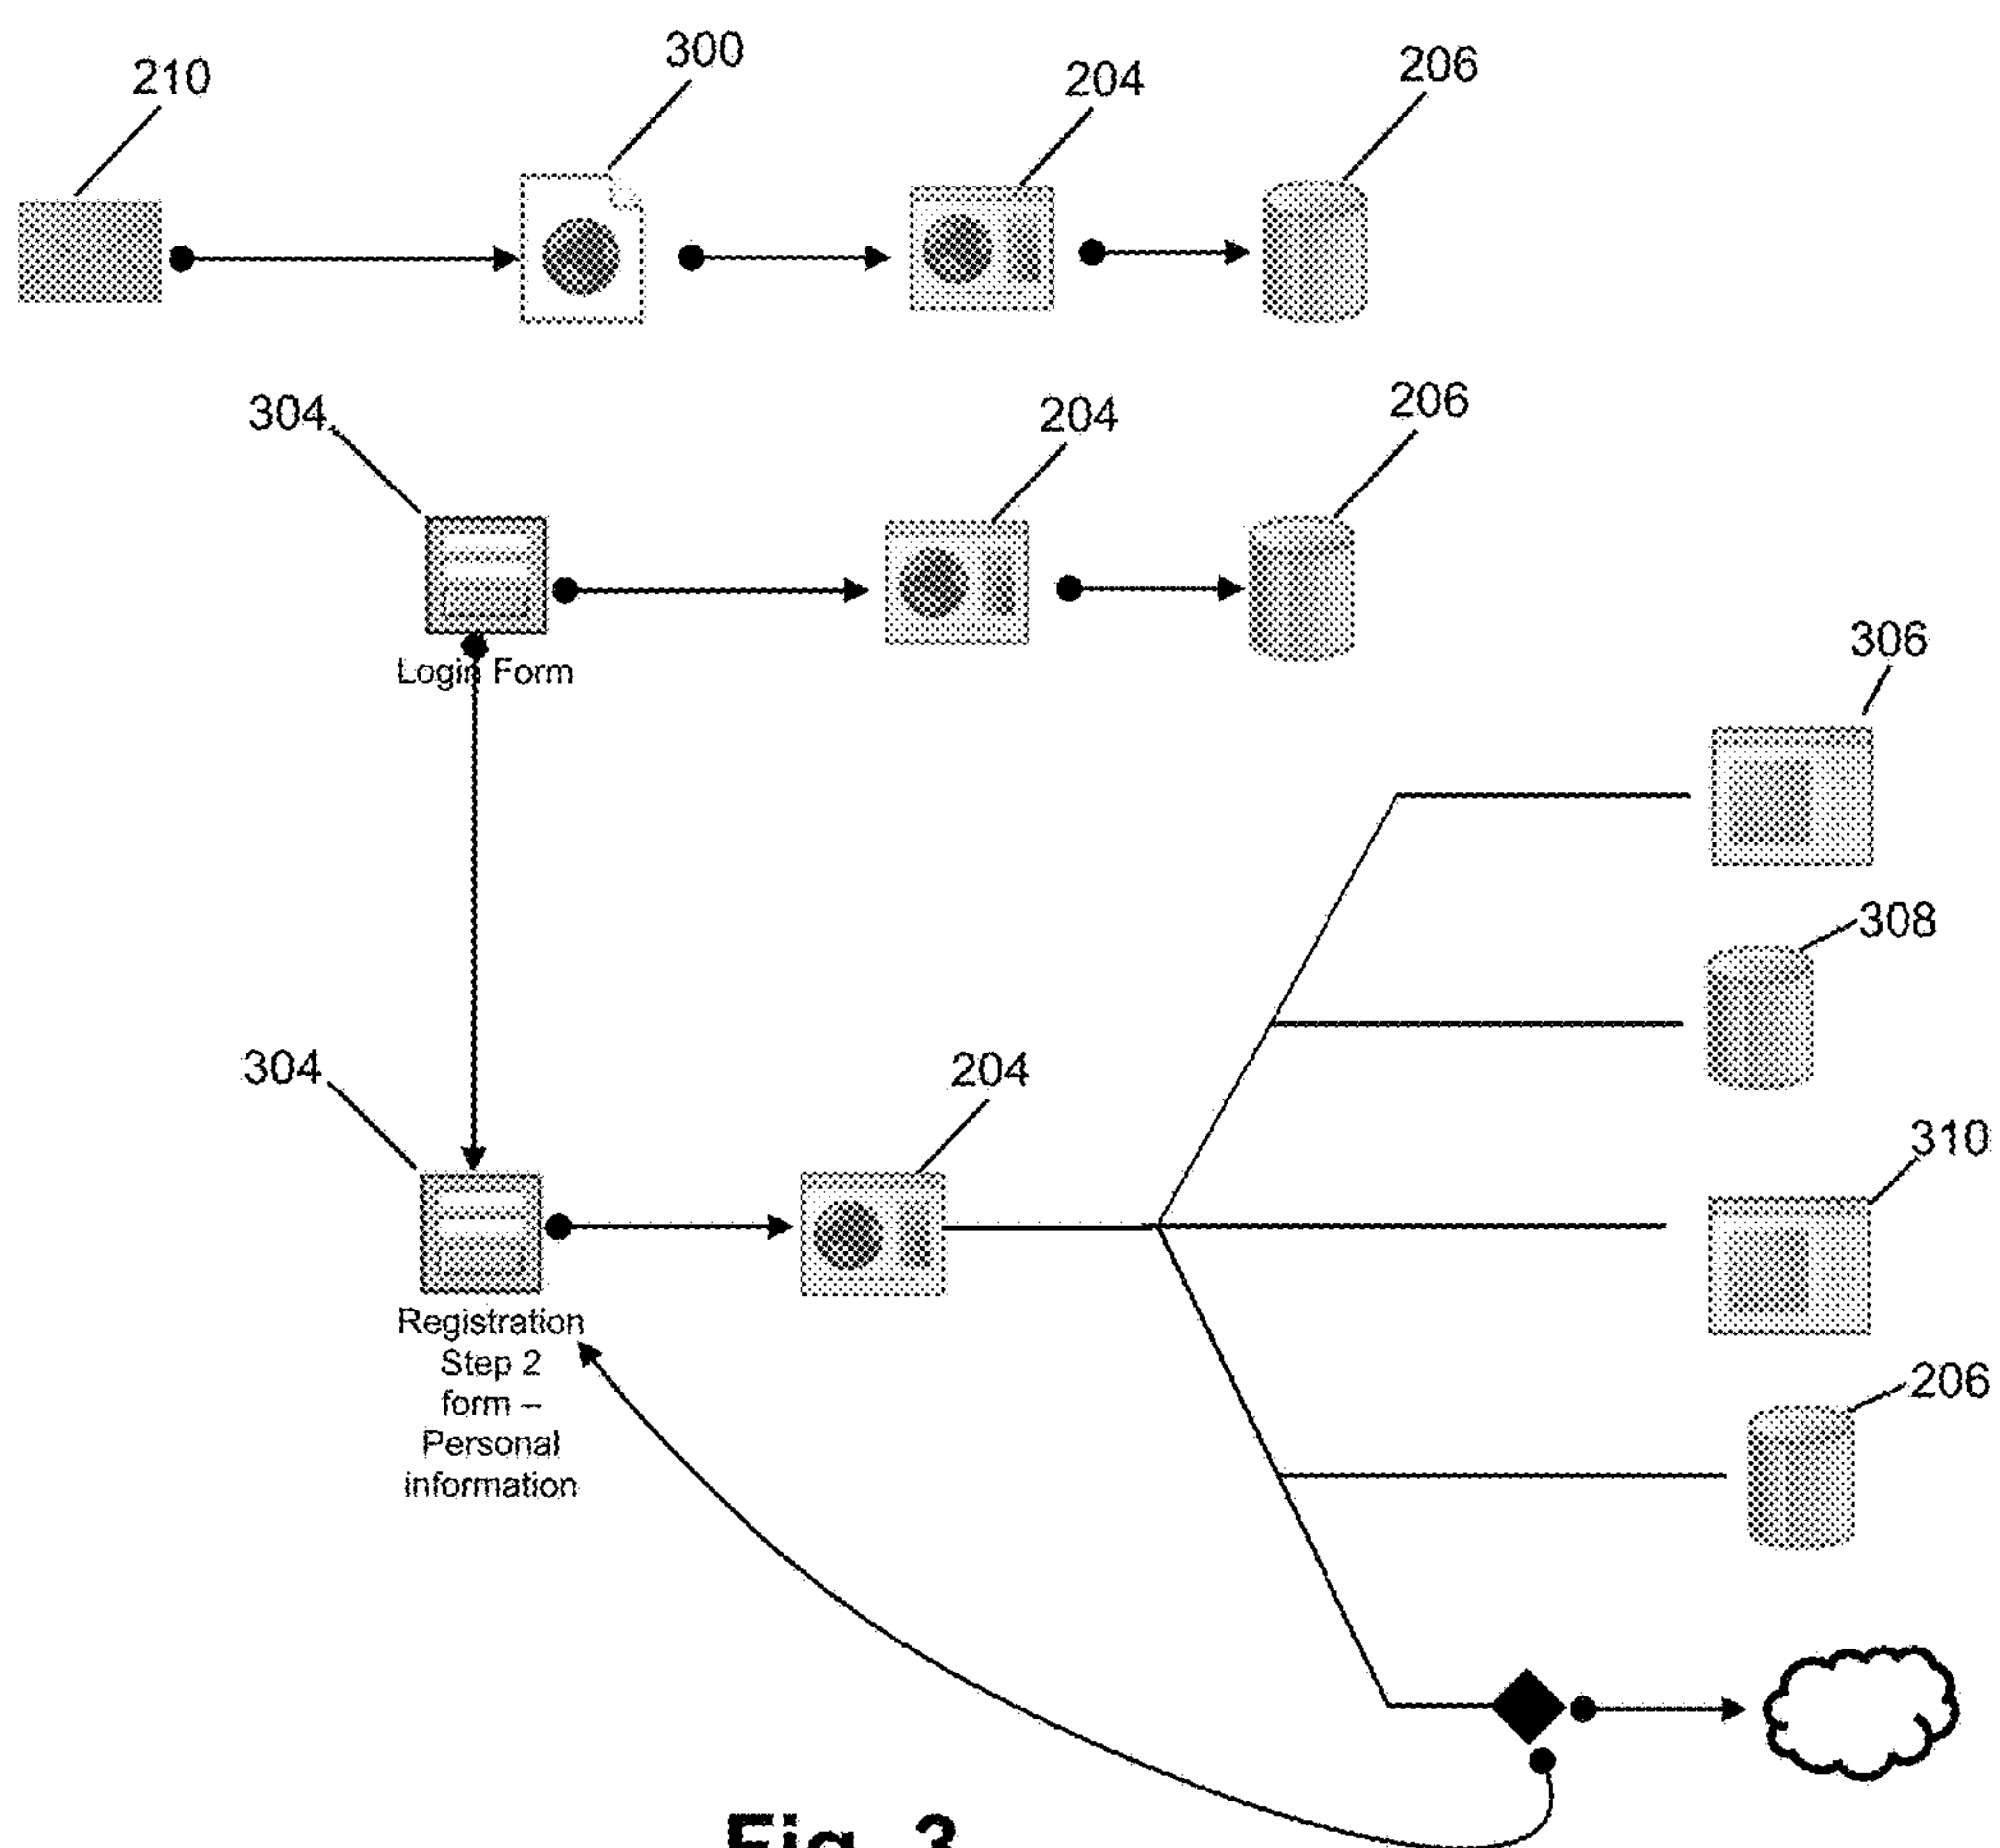 210
300
204
206
304
204
206
Login Form
306
308
304
204
310
Registration
Step 2
form –
Personal
information
206
Fig. 3